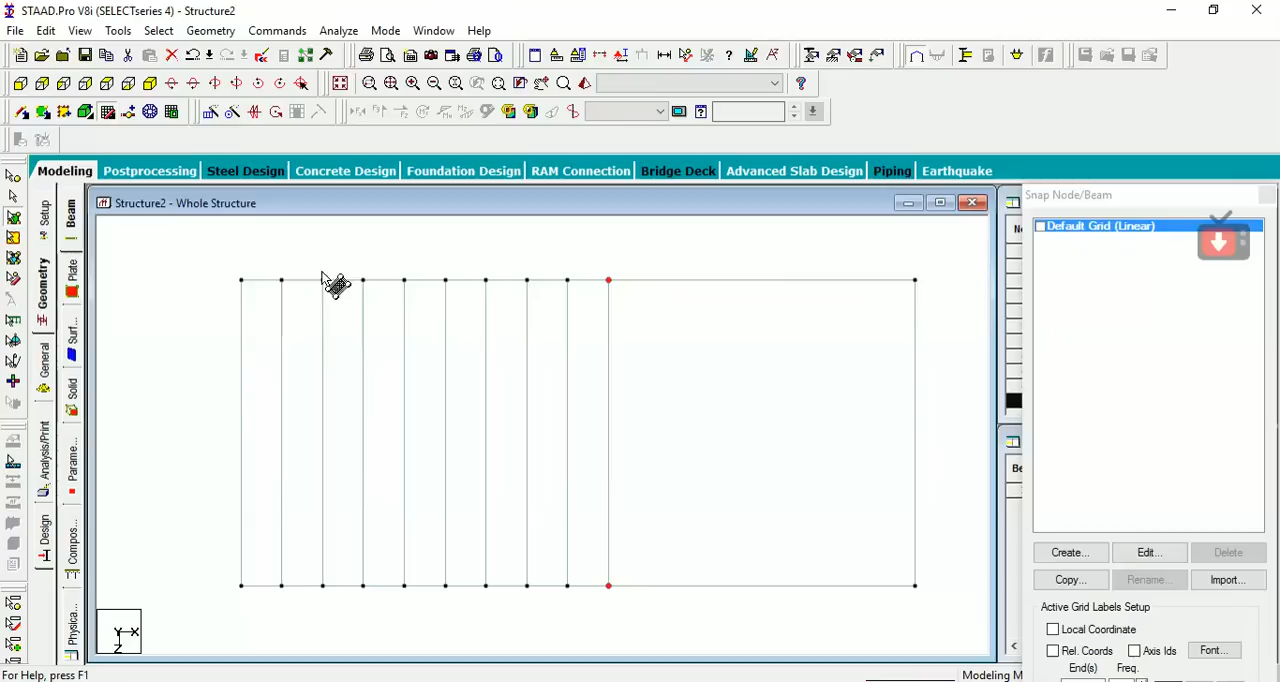 STAAD.Pro V8i (SELECTseries 4) - Structure2
File Edit View Tools Select Geometry Commands Analyze Mode Window Help
Modeling Postprocessing Steel Design Concrete Design Foundation Design RAM Connection Bridge Deck Advanced Slab Design Piping Earthquake
Structure2 - Whole Structure
Snap Node/Beam
Default Grid (Linear)
Setup
Geometry
General
Analysis/Print
Design
Beam
Plate
Surf...
Solid
Parame...
Compos...
Physica...
Be
Create... Edit... Delete
Copy... Rename... Import...
Active Grid Labels Setup
Local Coordinate
Rel. Coords Axis Ids Font...
End(s) Freq.
Y X
Z
For Help, press F1
Modeling M